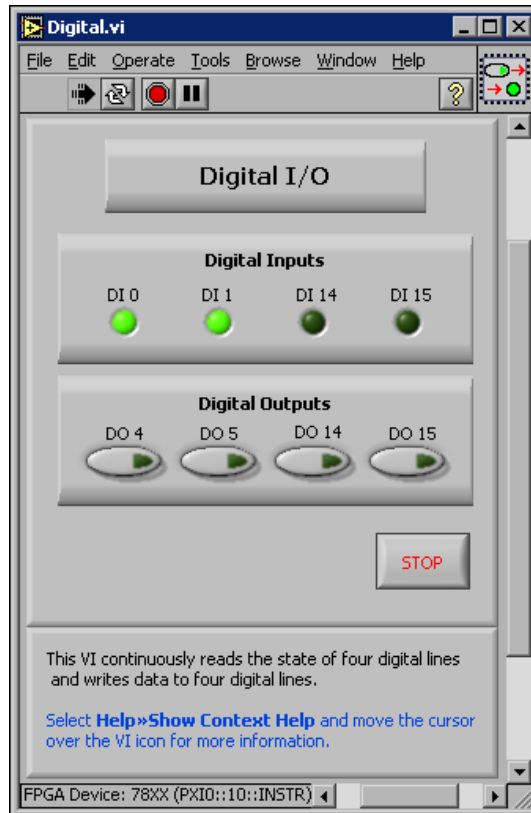 Digital.vi
File Edit Operate Tools Browse Window Help
Digital I/O
Digital Inputs
DI 0 DI 1 DI 14 DI 15
Digital Outputs
DO 4 DO 5 DO 14 DO 15
STOP
This VI continuously reads the state of four digital lines
and writes data to four digital lines.
Select Help»Show Context Help and move the cursor
over the VI icon for more information.
FPGA Device: 78XX (PXI0::10::INSTR)